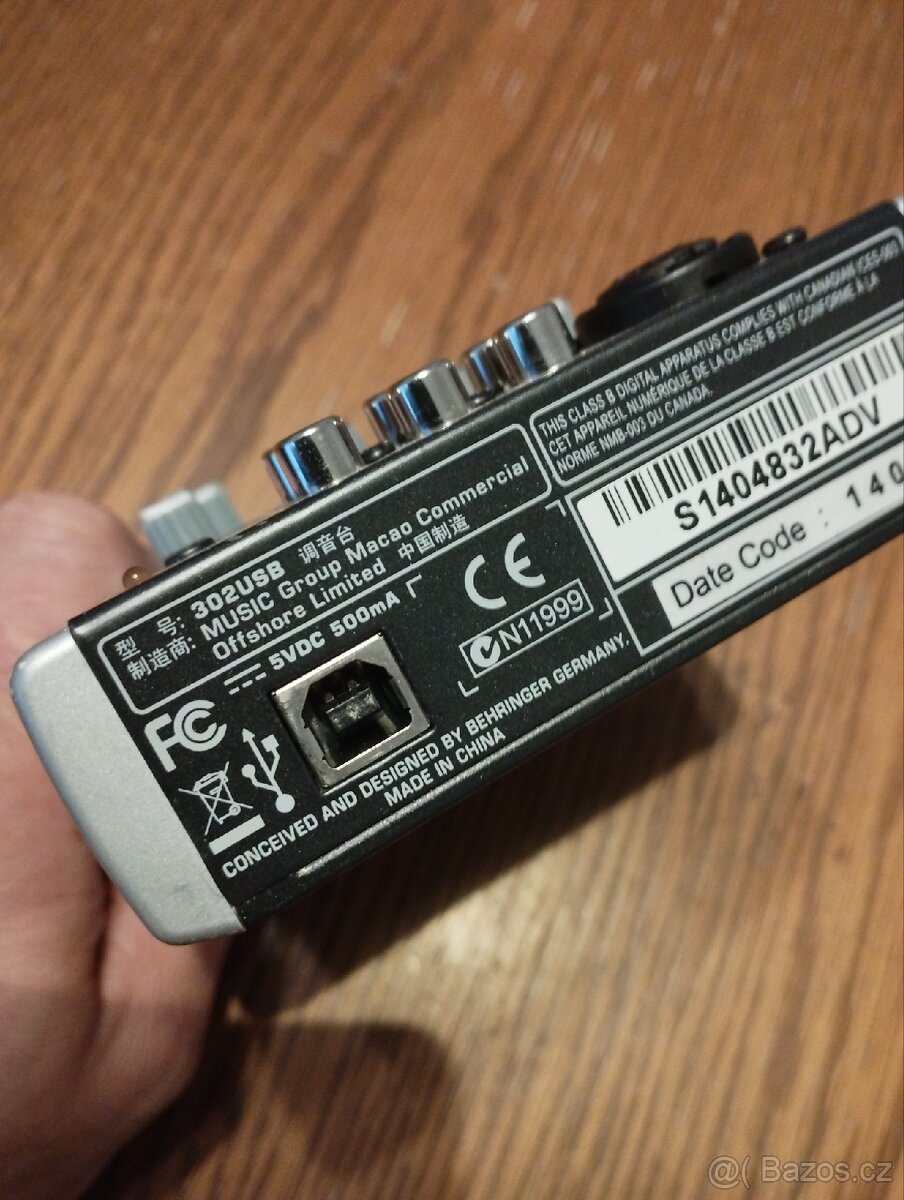 THIS CLASS B DIGITAL APPARATUS COMPLIES WITH CANADIAN ICES-003
CET APPAREIL NUMÉRIQUE DE LA CLASSE B EST CONFORME À LA
NORME NMB-003 DU CANADA.
S1404832ADV
Date Code : 140
型 号: 302USB 调音台
制造商: MUSIC Group Macao Commercial
Offshore Limited 中国制造
5VDC 500mA
CE
N11999
FC
CONCEIVED AND DESIGNED BY BEHRINGER GERMANY.
MADE IN CHINA
@( Bazos.cz